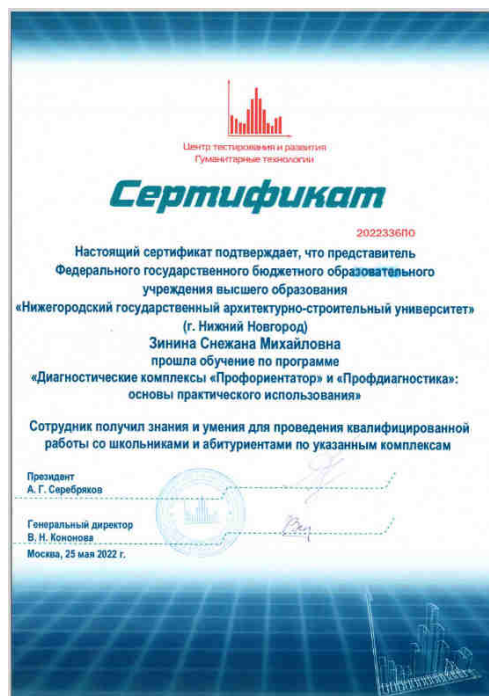 Центр тестирования и развития
Гуманитарные технологии
Сертификат
2022336ПО
Настоящий сертификат подтверждает, что представитель
Федерального государственного бюджетного образовательного
учреждения высшего образования
«Нижегородский государственный архитектурно-строительный университет»
(г. Нижний Новгород)
Зинина Снежана Михайловна
прошла обучение по программе
«Диагностические комплексы «Профориентатор» и «Профдиагностика»:
основы практического использования»
Сотрудник получил знания и умения для проведения квалифицированной
работы со школьниками и абитуриентами по указанным комплексам
Президент
А. Г. Серебряков
Генеральный директор
В. Н. Кононова
Москва, 25 мая 2022 г.